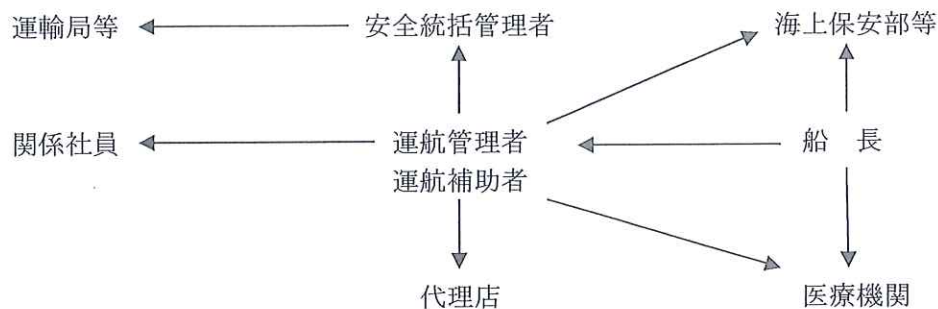 運輸局等
安全統括管理者
海上保安部等
関係社員
運航管理者
船　長
運航補助者
代理店
医療機関